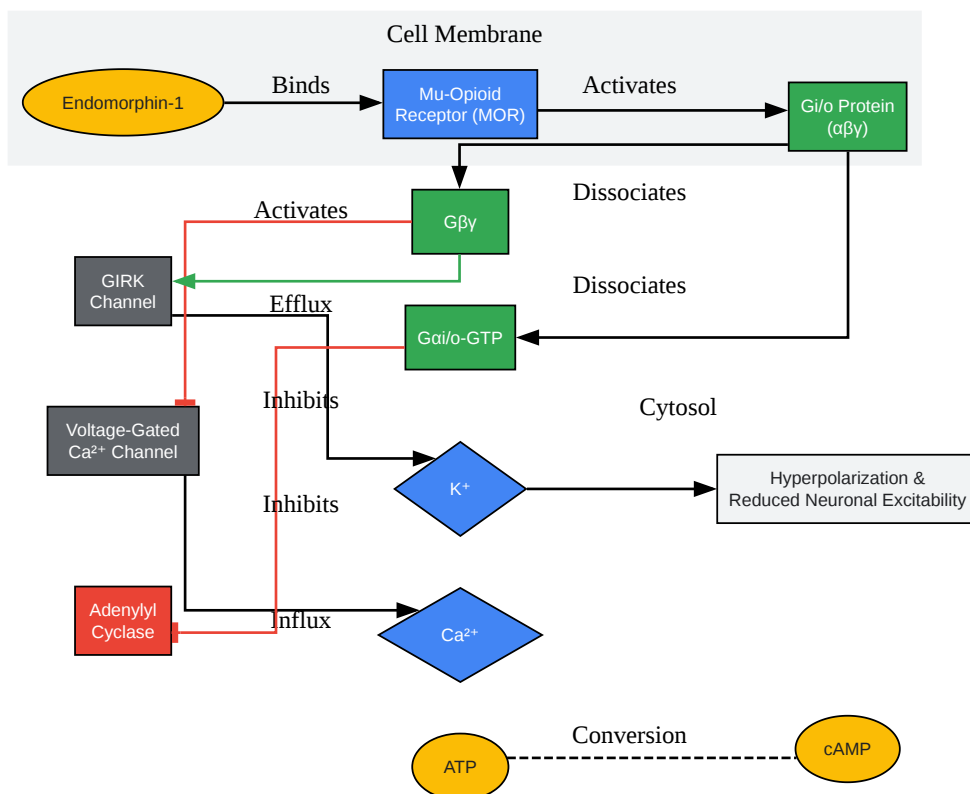 Cell Membrane
Endomorphin-1
Binds
Mu-Opioid
Receptor (MOR)
Activates
Gi/o Protein
(αβγ)
Dissociates
Activates
Gβγ
GIRK
Channel
Efflux
Dissociates
Gαi/o-GTP
Inhibits
Cytosol
Voltage-Gated
Ca²⁺ Channel
K⁺
Hyperpolarization &
Reduced Neuronal Excitability
Inhibits
Adenylyl
Cyclase
Influx
Ca²⁺
Conversion
ATP
cAMP